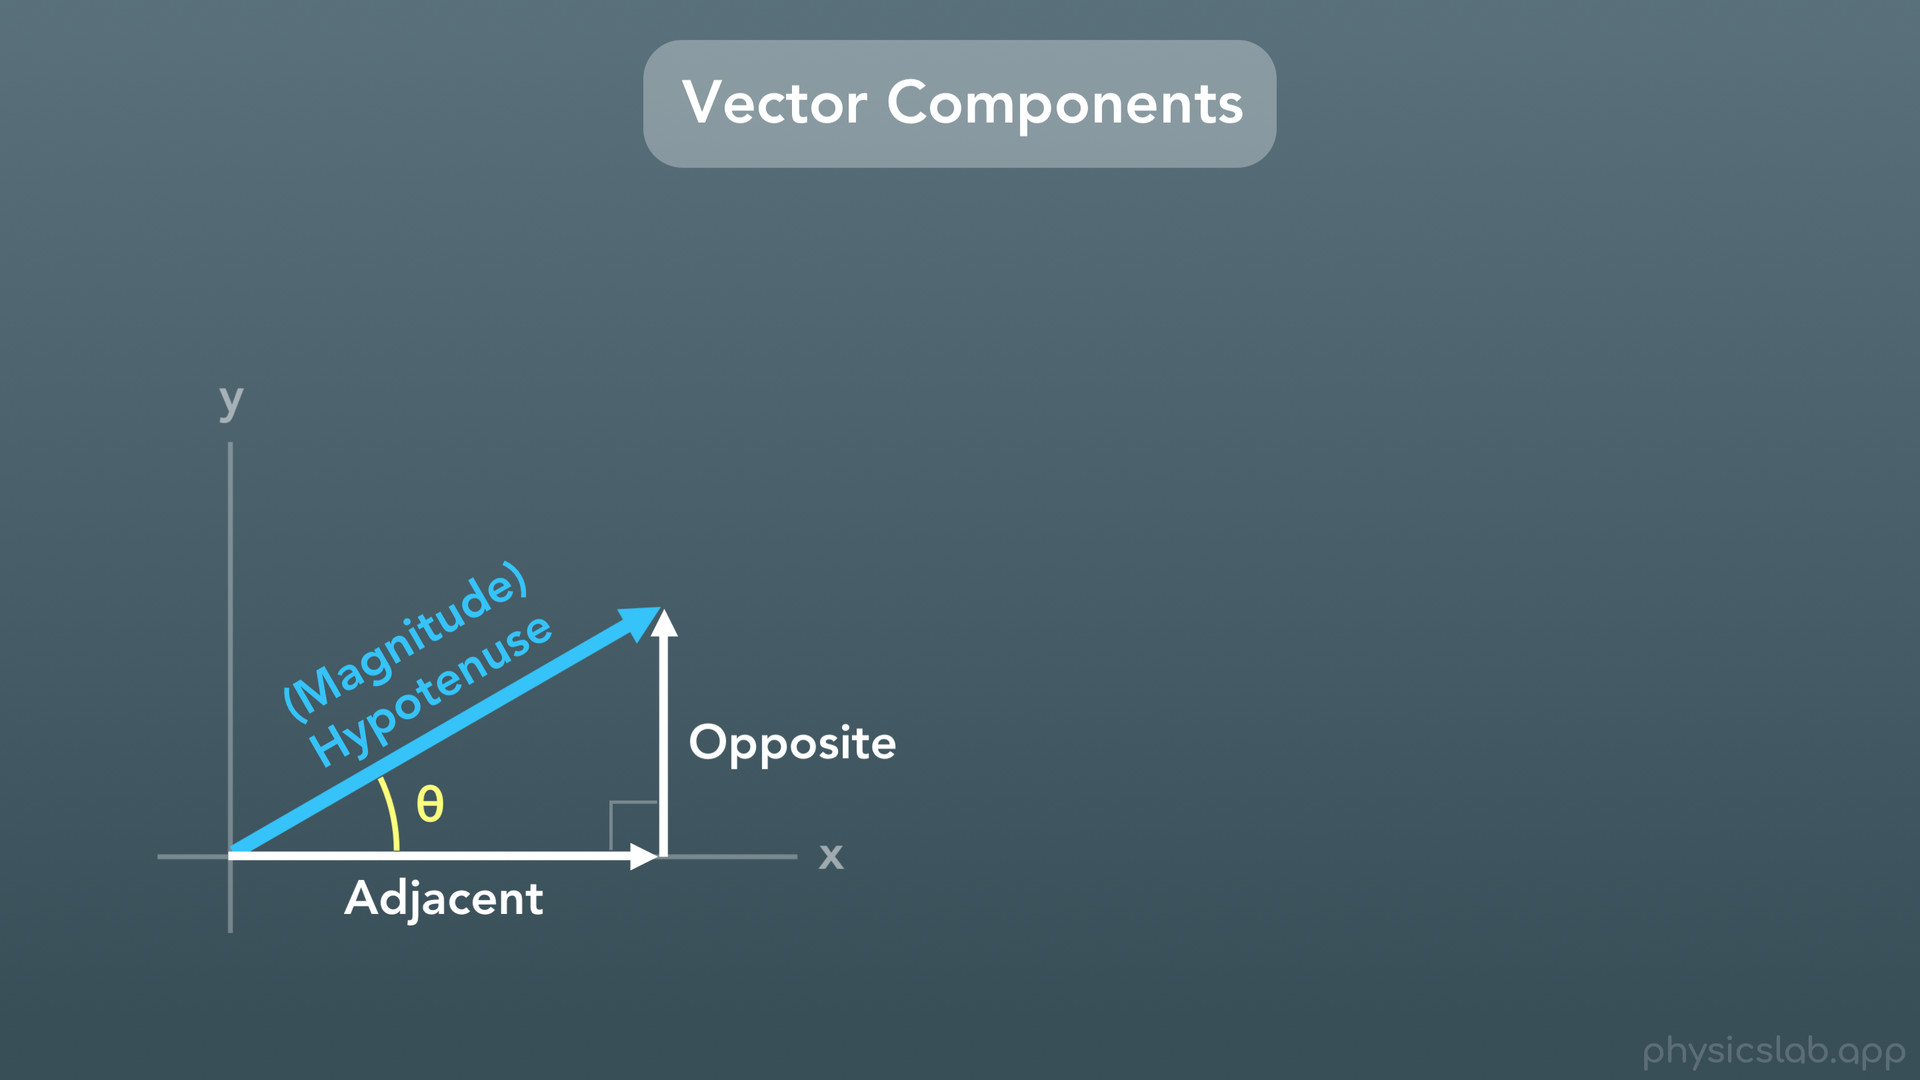 Vector Components
y
(Magnitude)
Hypotenuse
Opposite
θ
x
Adjacent
physicslab.app